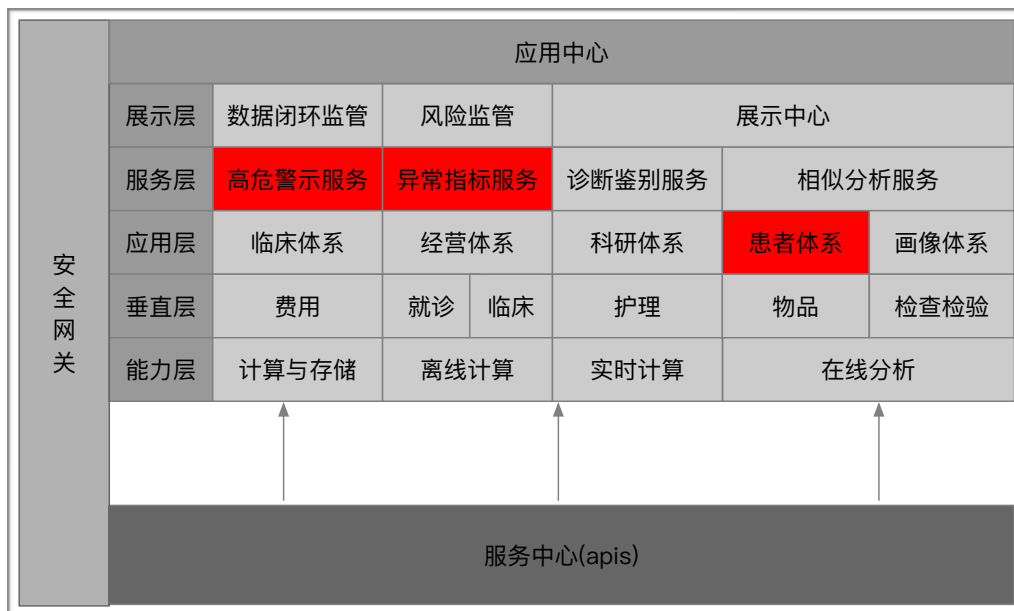 应用中心
展示层 数据闭环监管 风险监管 展示中心
服务层 高危警示服务 异常指标服务 诊断鉴别服务 相似分析服务
应用层 临床体系 经营体系 科研体系 患者体系 画像体系
垂直层 费用 就诊 临床 护理 物品 检查检验
能力层 计算与存储 离线计算 实时计算 在线分析
安全网关
服务中心(apis)